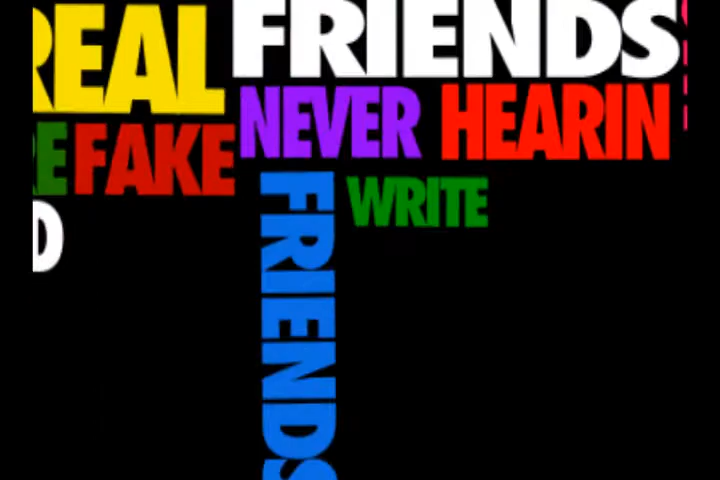 REAL FRIENDS
NEVER HEARIN
FAKE
WRITE
FRIENDS